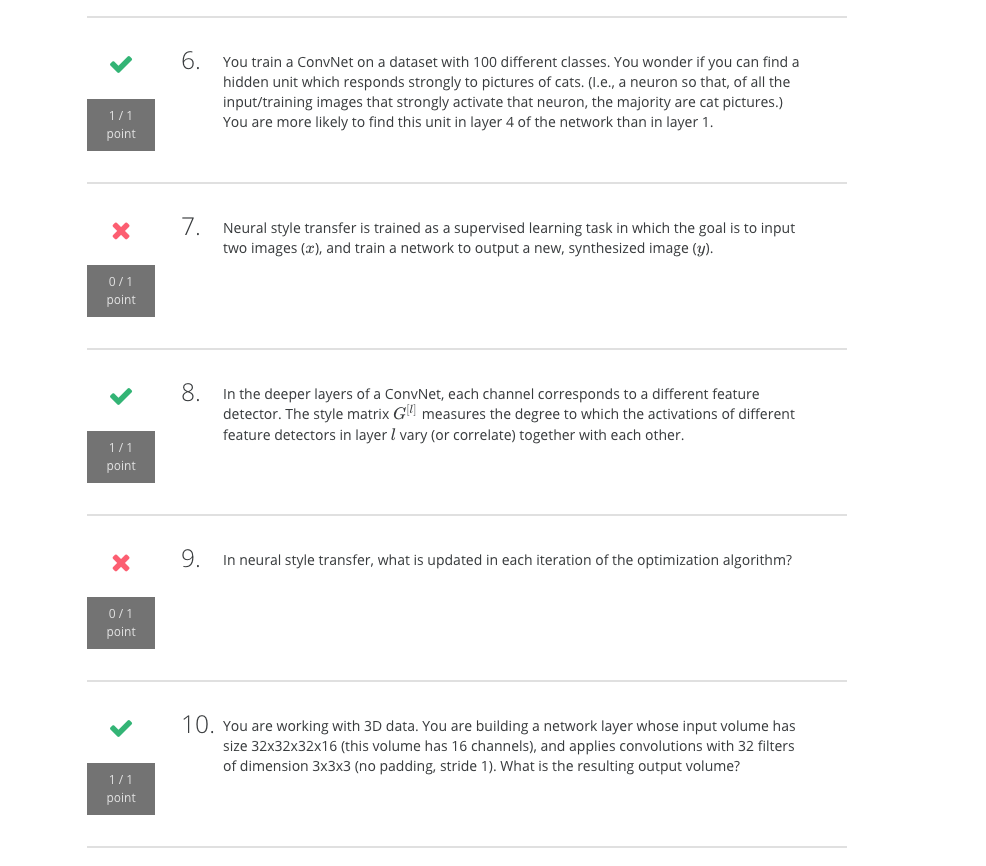 6.
You train a ConvNet on a dataset with 100 different classes. You wonder if you can find a
hidden unit which responds strongly to pictures of cats. (I.e., a neuron so that, of all the
input/training images that strongly activate that neuron, the majority are cat pictures.)
You are more likely to find this unit in layer 4 of the network than in layer 1.
1 / 1
point
7.
Neural style transfer is trained as a supervised learning task in which the goal is to input
two images (x), and train a network to output a new, synthesized image (y).
0 / 1
point
8.
In the deeper layers of a ConvNet, each channel corresponds to a different feature
detector. The style matrix G^[l] measures the degree to which the activations of different
feature detectors in layer l vary (or correlate) together with each other.
1 / 1
point
9.
In neural style transfer, what is updated in each iteration of the optimization algorithm?
0 / 1
point
10.
You are working with 3D data. You are building a network layer whose input volume has
size 32x32x32x16 (this volume has 16 channels), and applies convolutions with 32 filters
of dimension 3x3x3 (no padding, stride 1). What is the resulting output volume?
1 / 1
point